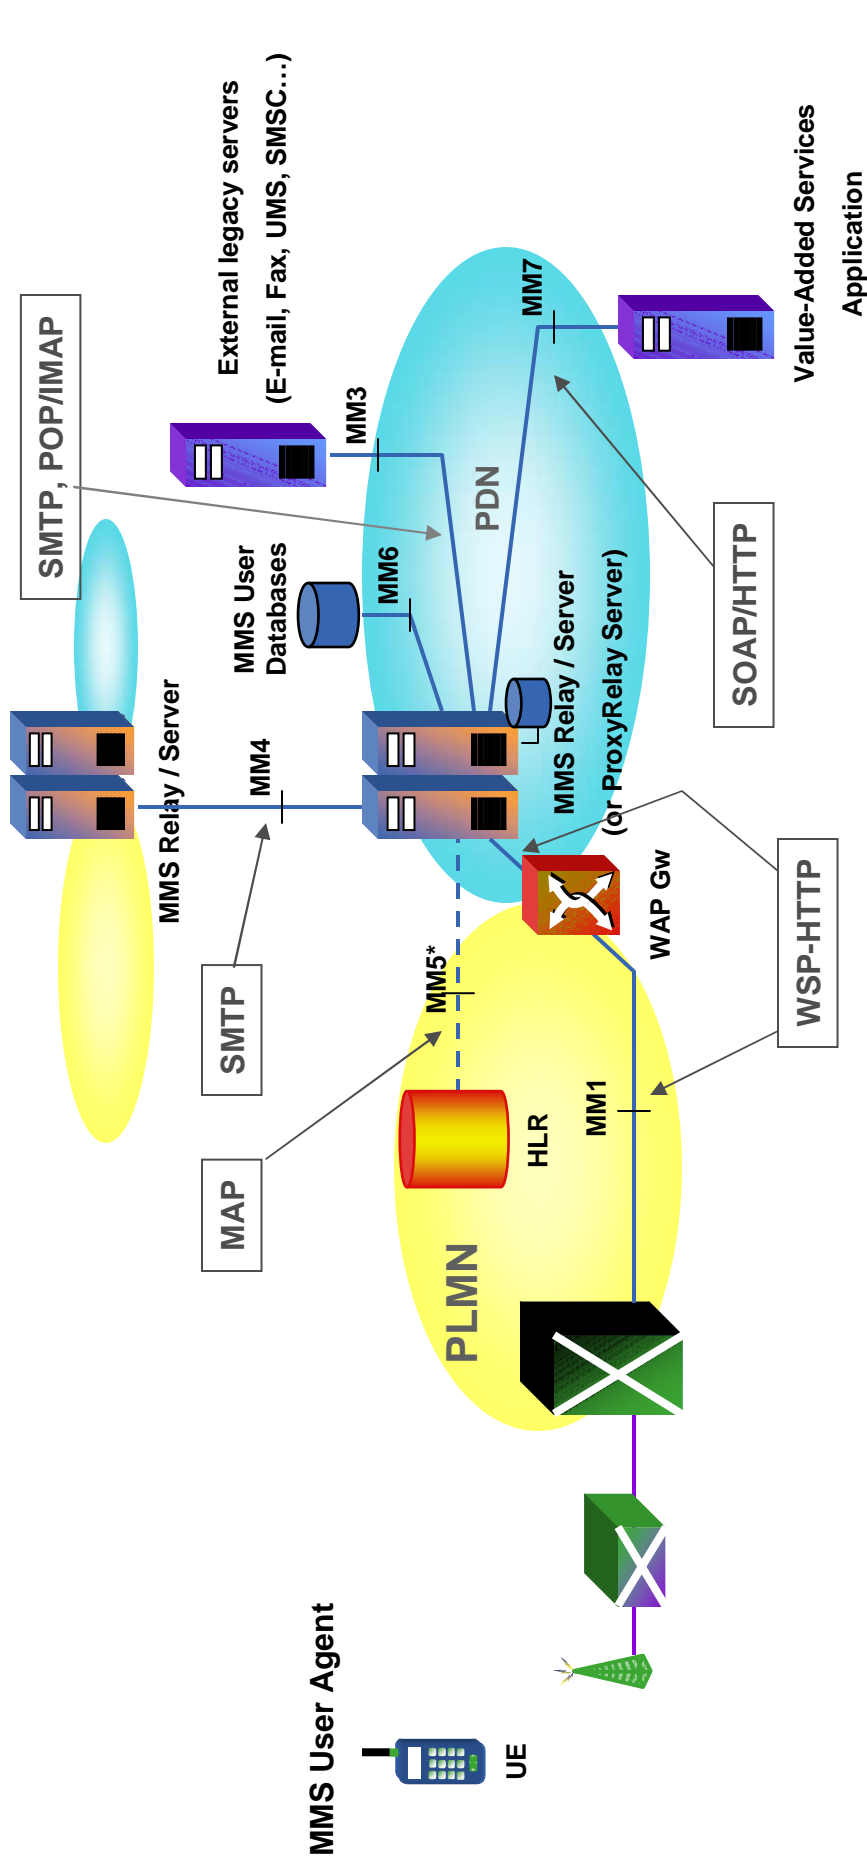 SMTP, POP/IMAP
External legacy servers
(E-mail, Fax, UMS, SMSC…)
MMS Relay / Server
MM4
SMTP
MAP
MMS User
Databases
MM6
MM3
MM7
PDN
MMS User Agent
UE
PLMN
HLR
MM5*
MM1
WAP Gw
MMS Relay / Server
(or ProxyRelay Server)
WSP-HTTP
SOAP/HTTP
Value-Added Services
Application